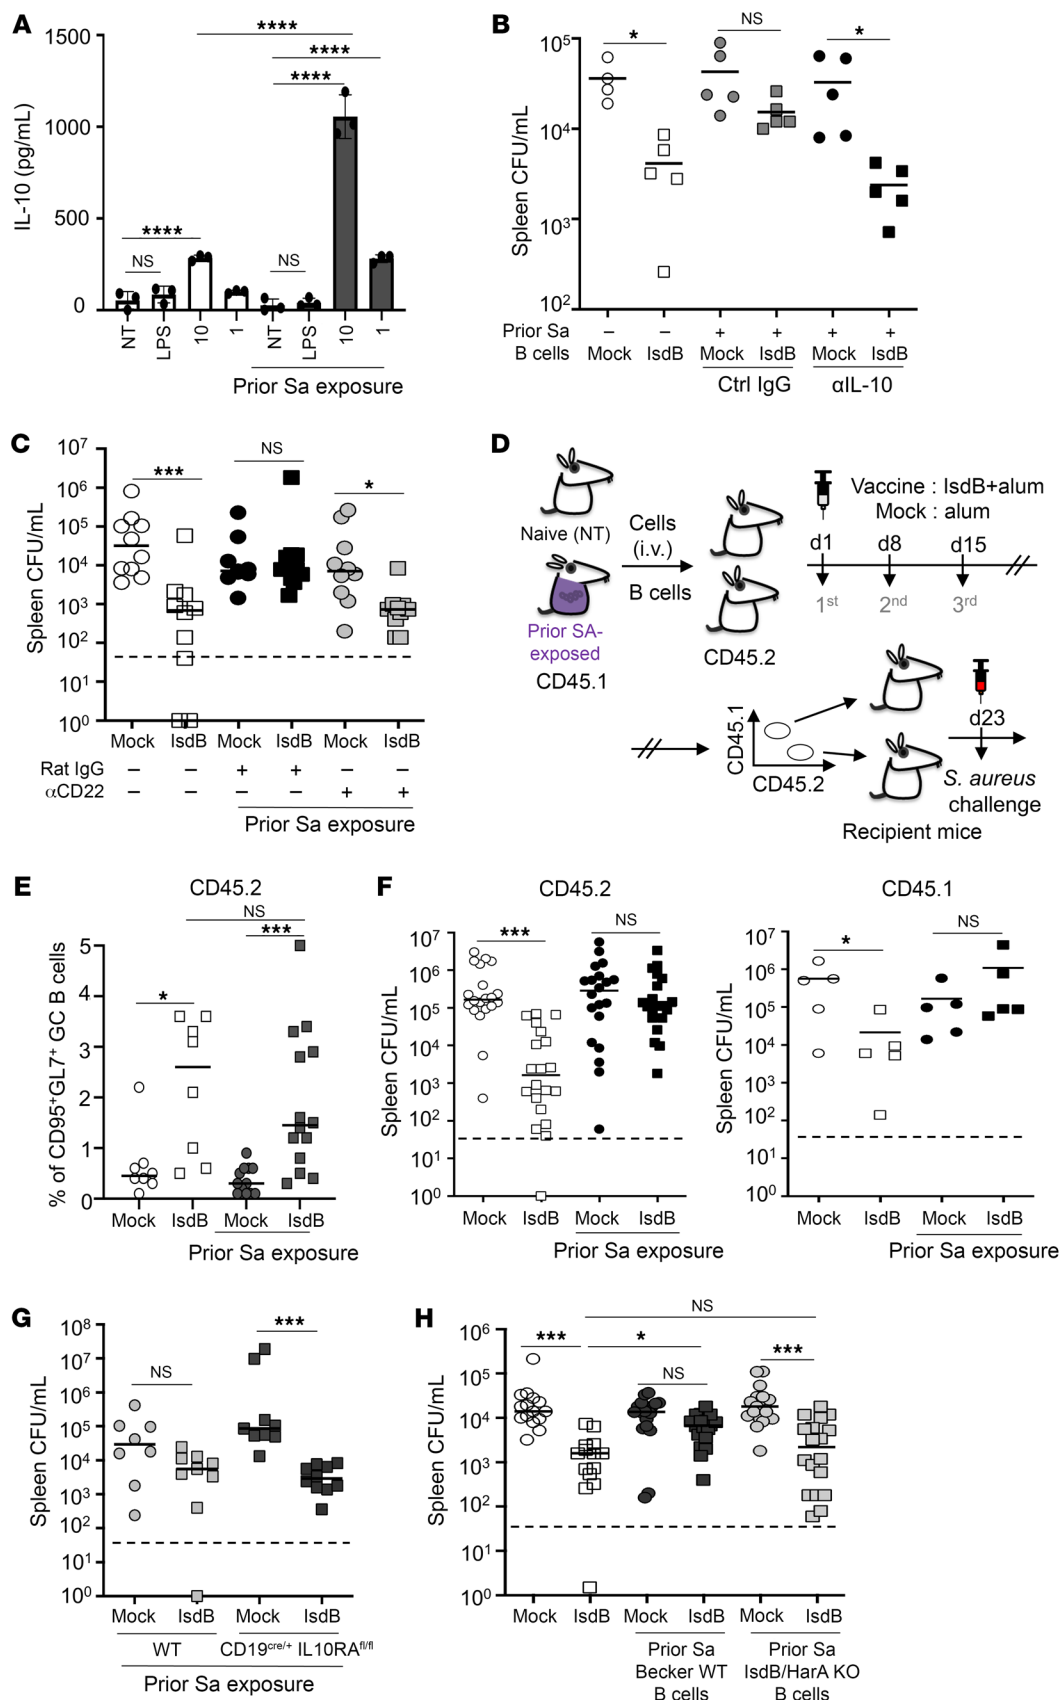 A
IL-10 (pg/mL)
1500
1000
500
0
****
****
****
****
NS
NS
NT
LPS
10
1
NT
LPS
10
1
Prior Sa exposure
B
Spleen CFU/mL
10⁵
10⁴
10³
10²
*
NS
*
Prior Sa – – + + + +
B cells Mock IsdB Mock IsdB Mock IsdB
Ctrl IgG αIL-10
C
Spleen CFU/mL
10⁷
10⁶
10⁵
10⁴
10³
10²
10¹
10⁰
***
NS
*
Mock IsdB Mock IsdB Mock IsdB
Rat IgG – – + + – –
αCD22 – – – – + +
Prior Sa exposure
D
Naive (NT)
Prior SA-
exposed
CD45.1
Cells
(i.v.)
B cells
CD45.2
Vaccine : IsdB+alum
Mock : alum
d1 d8 d15
1st 2nd 3rd
CD45.1
CD45.2
Recipient mice
d23
S. aureus
challenge
E
CD45.2
% of CD95⁺GL7⁺ GC B cells
5
4
3
2
1
0
NS
***
*
Mock IsdB Mock IsdB
Prior Sa exposure
F
CD45.2
Spleen CFU/mL
10⁷
10⁶
10⁵
10⁴
10³
10²
10¹
10⁰
***
NS
Mock IsdB Mock IsdB
Prior Sa exposure
CD45.1
Spleen CFU/mL
10⁷
10⁶
10⁵
10⁴
10³
10²
10¹
10⁰
*
NS
Mock IsdB Mock IsdB
Prior Sa exposure
G
Spleen CFU/mL
10⁸
10⁷
10⁶
10⁵
10⁴
10³
10²
10¹
10⁰
NS
***
Mock IsdB Mock IsdB
WT CD19cre/+ IL10RAfl/fl
Prior Sa exposure
H
Spleen CFU/mL
10⁶
10⁵
10⁴
10³
10²
10¹
10⁰
NS
***
*
NS
***
Mock IsdB Mock IsdB Mock IsdB
Prior Sa
Becker WT
B cells
Prior Sa
IsdB/HarA KO
B cells